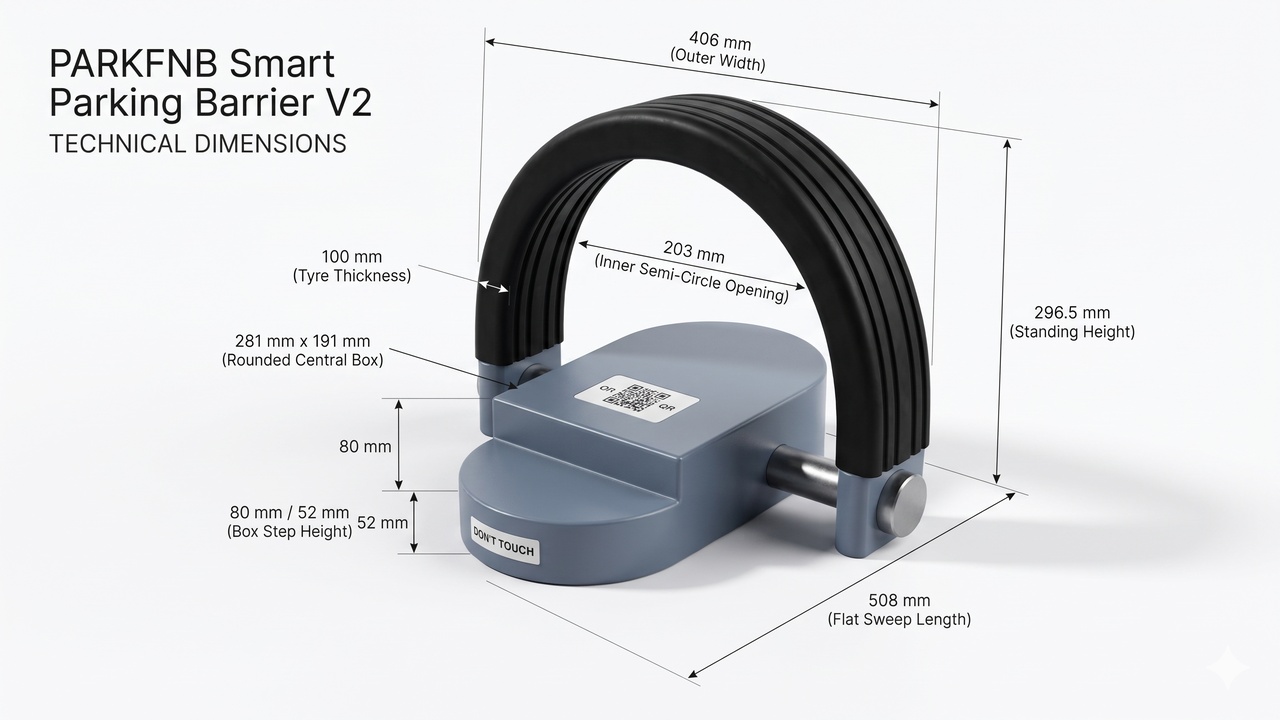 PARKFNB Smart
Parking Barrier V2
TECHNICAL DIMENSIONS
406 mm
(Outer Width)
203 mm
(Inner Semi-Circle Opening)
100 mm
(Tyre Thickness)
296.5 mm
(Standing Height)
281 mm x 191 mm
(Rounded Central Box)
QR
QR
80 mm
80 mm / 52 mm
(Box Step Height)
52 mm
DON'T TOUCH
508 mm
(Flat Sweep Length)